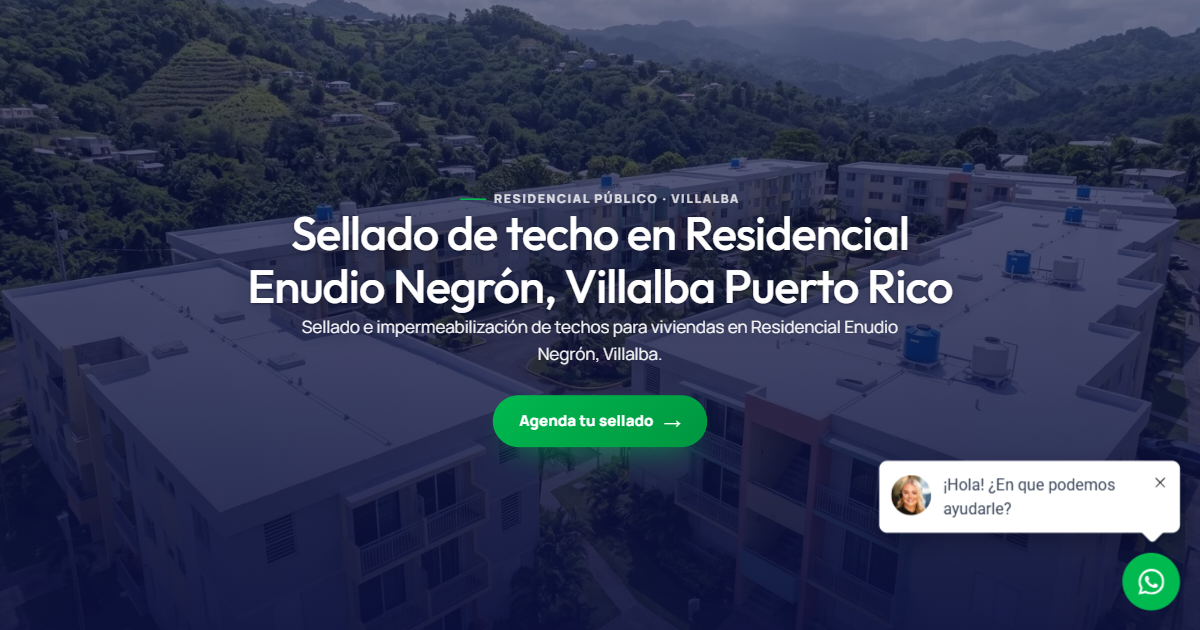 RESIDENCIAL PÚBLICO · VILLALBA
Sellado de techo en Residencial
Enudio Negrón, Villalba Puerto Rico
Sellado e impermeabilización de techos para viviendas en Residencial Enudio
Negrón, Villalba.
Agenda tu sellado →
¡Hola! ¿En que podemos
ayudarle?